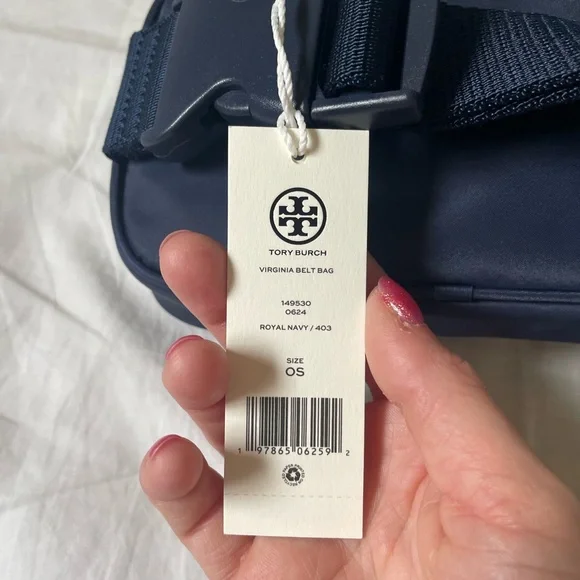 TORY BURCH
VIRGINIA BELT BAG
149530
0624
ROYAL NAVY / 403
SIZE
OS
1 97865 06259 2